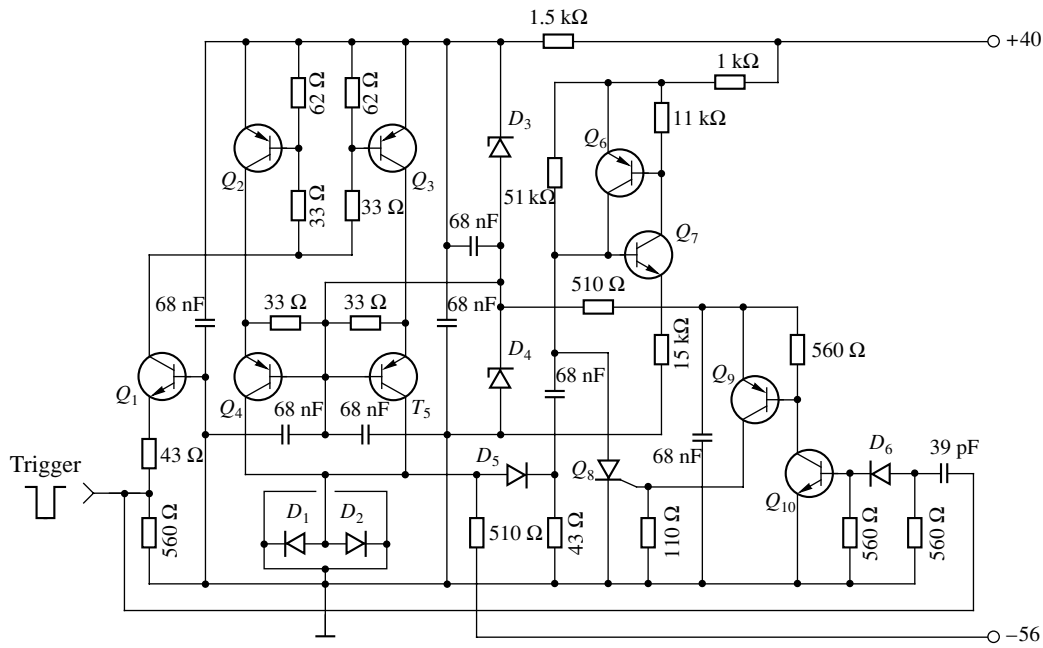 1.5 kΩ
+40
1 kΩ
62 Ω
62 Ω
11 kΩ
D3
Q6
Q2
Q3
51 kΩ
33 Ω
33 Ω
68 nF
Q7
510 Ω
68 nF
33 Ω
33 Ω
68 nF
15 kΩ
560 Ω
D4
Q9
Q1
Q4
T5
68 nF
68 nF
68 nF
43 Ω
D5
Q8
68 nF
D6
39 pF
Trigger
Q10
560 Ω
D1
D2
510 Ω
43 Ω
110 Ω
560 Ω
560 Ω
−56